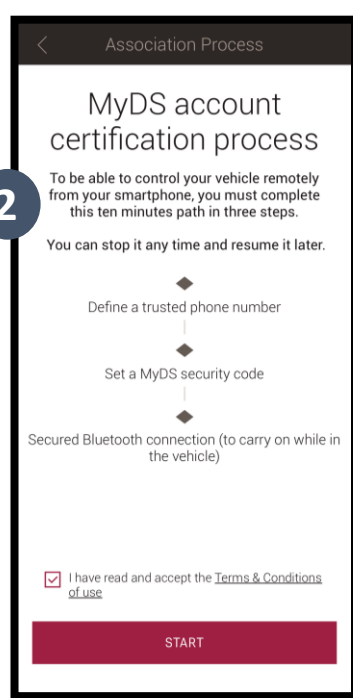 Association Process
MyDS account
certification process
To be able to control your vehicle remotely
from your smartphone, you must complete
this ten minutes path in three steps.
2
You can stop it any time and resume it later.
Define a trusted phone number
Set a MyDS security code
Secured Bluetooth connection (to carry on while in
the vehicle)
I have read and accept the Terms & Conditions
of use
START